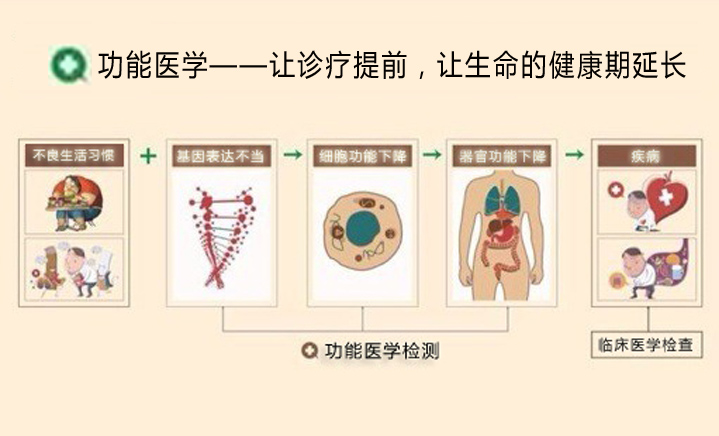 功能医学——让诊疗提前，让生命的健康期延长
不良生活习惯
基因表达不当
细胞功能下降
器官功能下降
疾病
功能医学检测
临床医学检查